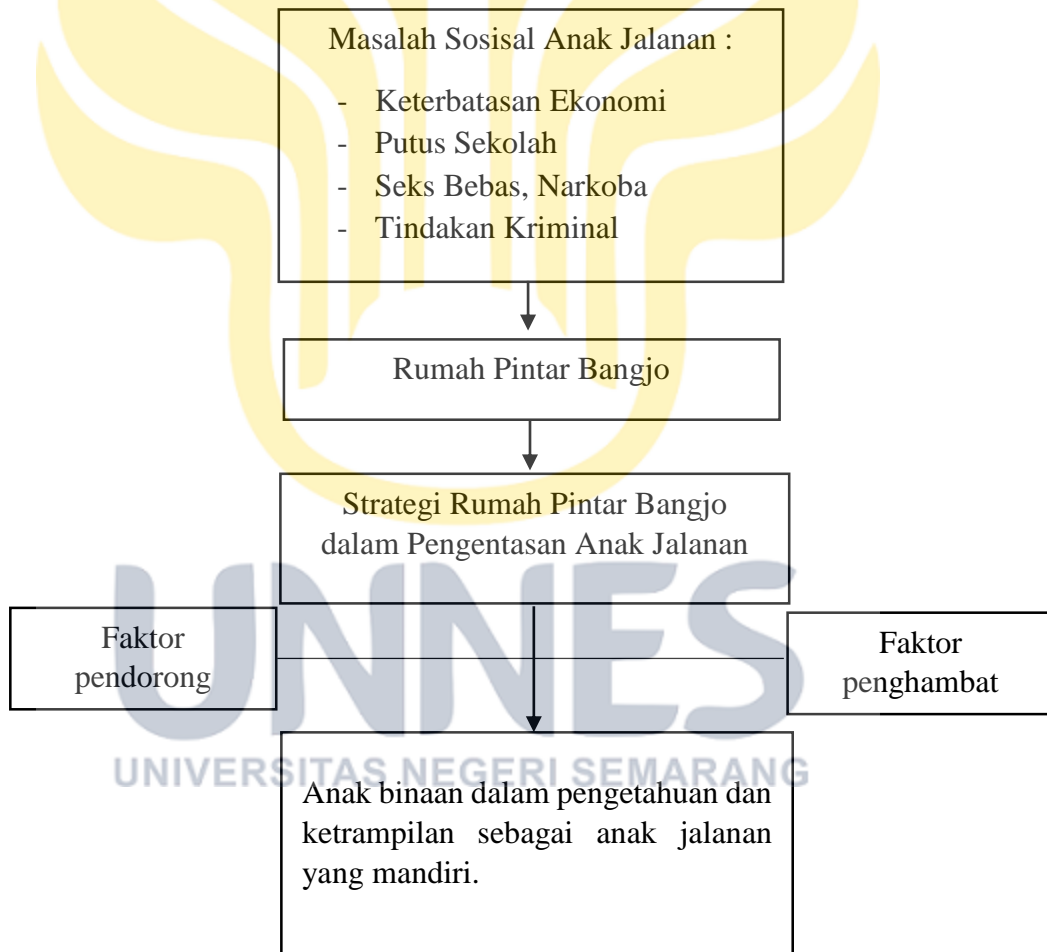 Masalah Sosisal Anak Jalanan :
- Keterbatasan Ekonomi
- Putus Sekolah
- Seks Bebas, Narkoba
- Tindakan Kriminal
Rumah Pintar Bangjo
Strategi Rumah Pintar Bangjo
dalam Pengentasan Anak Jalanan
Faktor
pendorong
Faktor
penghambat
UNNES
UNIVERSITAS NEGERI SEMARANG
Anak binaan dalam pengetahuan dan
ketrampilan sebagai anak jalanan
yang mandiri.